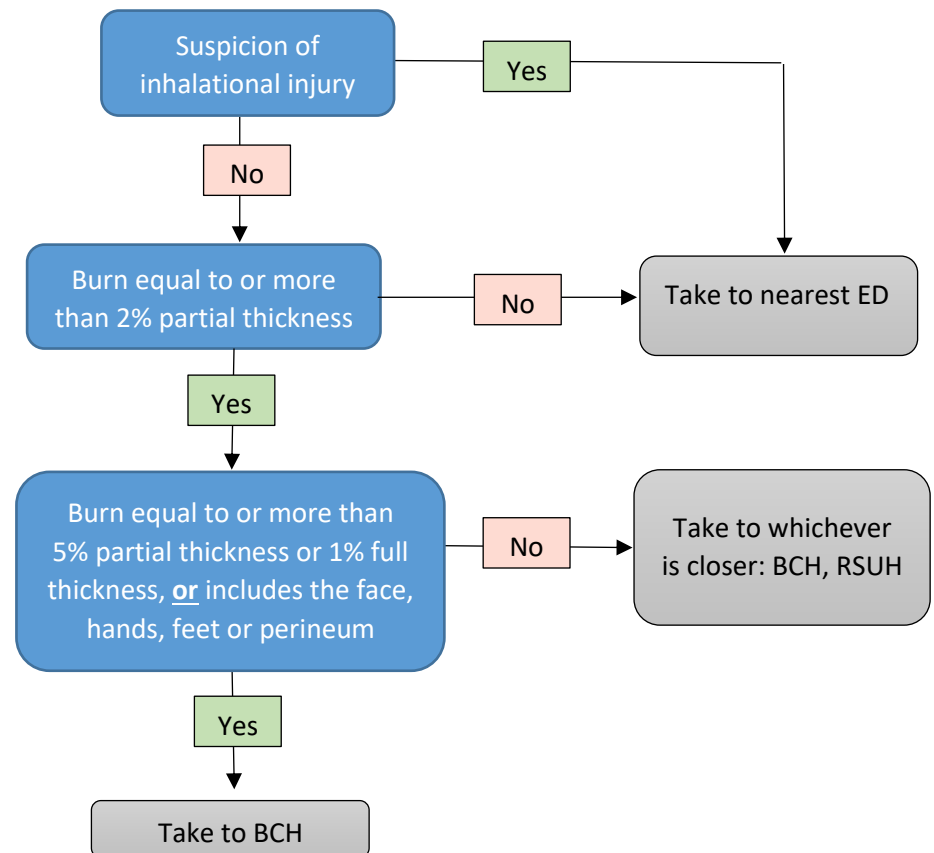 Suspicion of
inhalational injury
Yes
No
Burn equal to or more
than 2% partial thickness
No
Take to nearest ED
Yes
Burn equal to or more than
5% partial thickness or 1% full
thickness, or includes the face,
hands, feet or perineum
No
Take to whichever
is closer: BCH, RSUH
Yes
Take to BCH